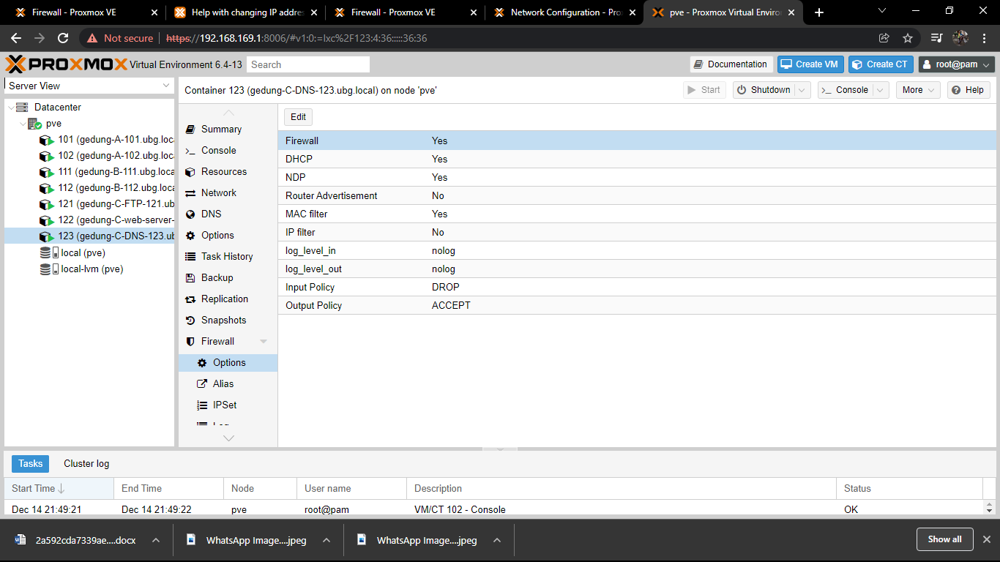 Firewall - Proxmox VE
Help with changing IP addre
Firewall - Proxmox VE
Network Configuration - Pro
pve - Proxmox Virtual Enviro
Not secure | https://192.168.169.1:8006/#v1:0:=lxc%2F123:4:36:::::36:36
PROXMOX Virtual Environment 6.4-13 Search Documentation Create VM Create CT root@pam
Server View
Container 123 (gedung-C-DNS-123.ubg.local) on node 'pve' Start Shutdown Console More Help
Datacenter
pve
101 (gedung-A-101.ubg.loca
102 (gedung-A-102.ubg.loca
111 (gedung-B-111.ubg.loca
112 (gedung-B-112.ubg.loca
121 (gedung-C-FTP-121.ub
122 (gedung-C-web-server-
123 (gedung-C-DNS-123.ub
local (pve)
local-lvm (pve)
Summary
Console
Resources
Network
DNS
Options
Task History
Backup
Replication
Snapshots
Firewall
Options
Alias
IPSet
Edit
Firewall Yes
DHCP Yes
NDP Yes
Router Advertisement No
MAC filter Yes
IP filter No
log_level_in nolog
log_level_out nolog
Input Policy DROP
Output Policy ACCEPT
Tasks Cluster log
Start Time End Time Node User name Description Status
Dec 14 21:49:21 Dec 14 21:49:22 pve root@pam VM/CT 102 - Console OK
2a592cda7339ae....docx WhatsApp Image....jpeg WhatsApp Image....jpeg Show all